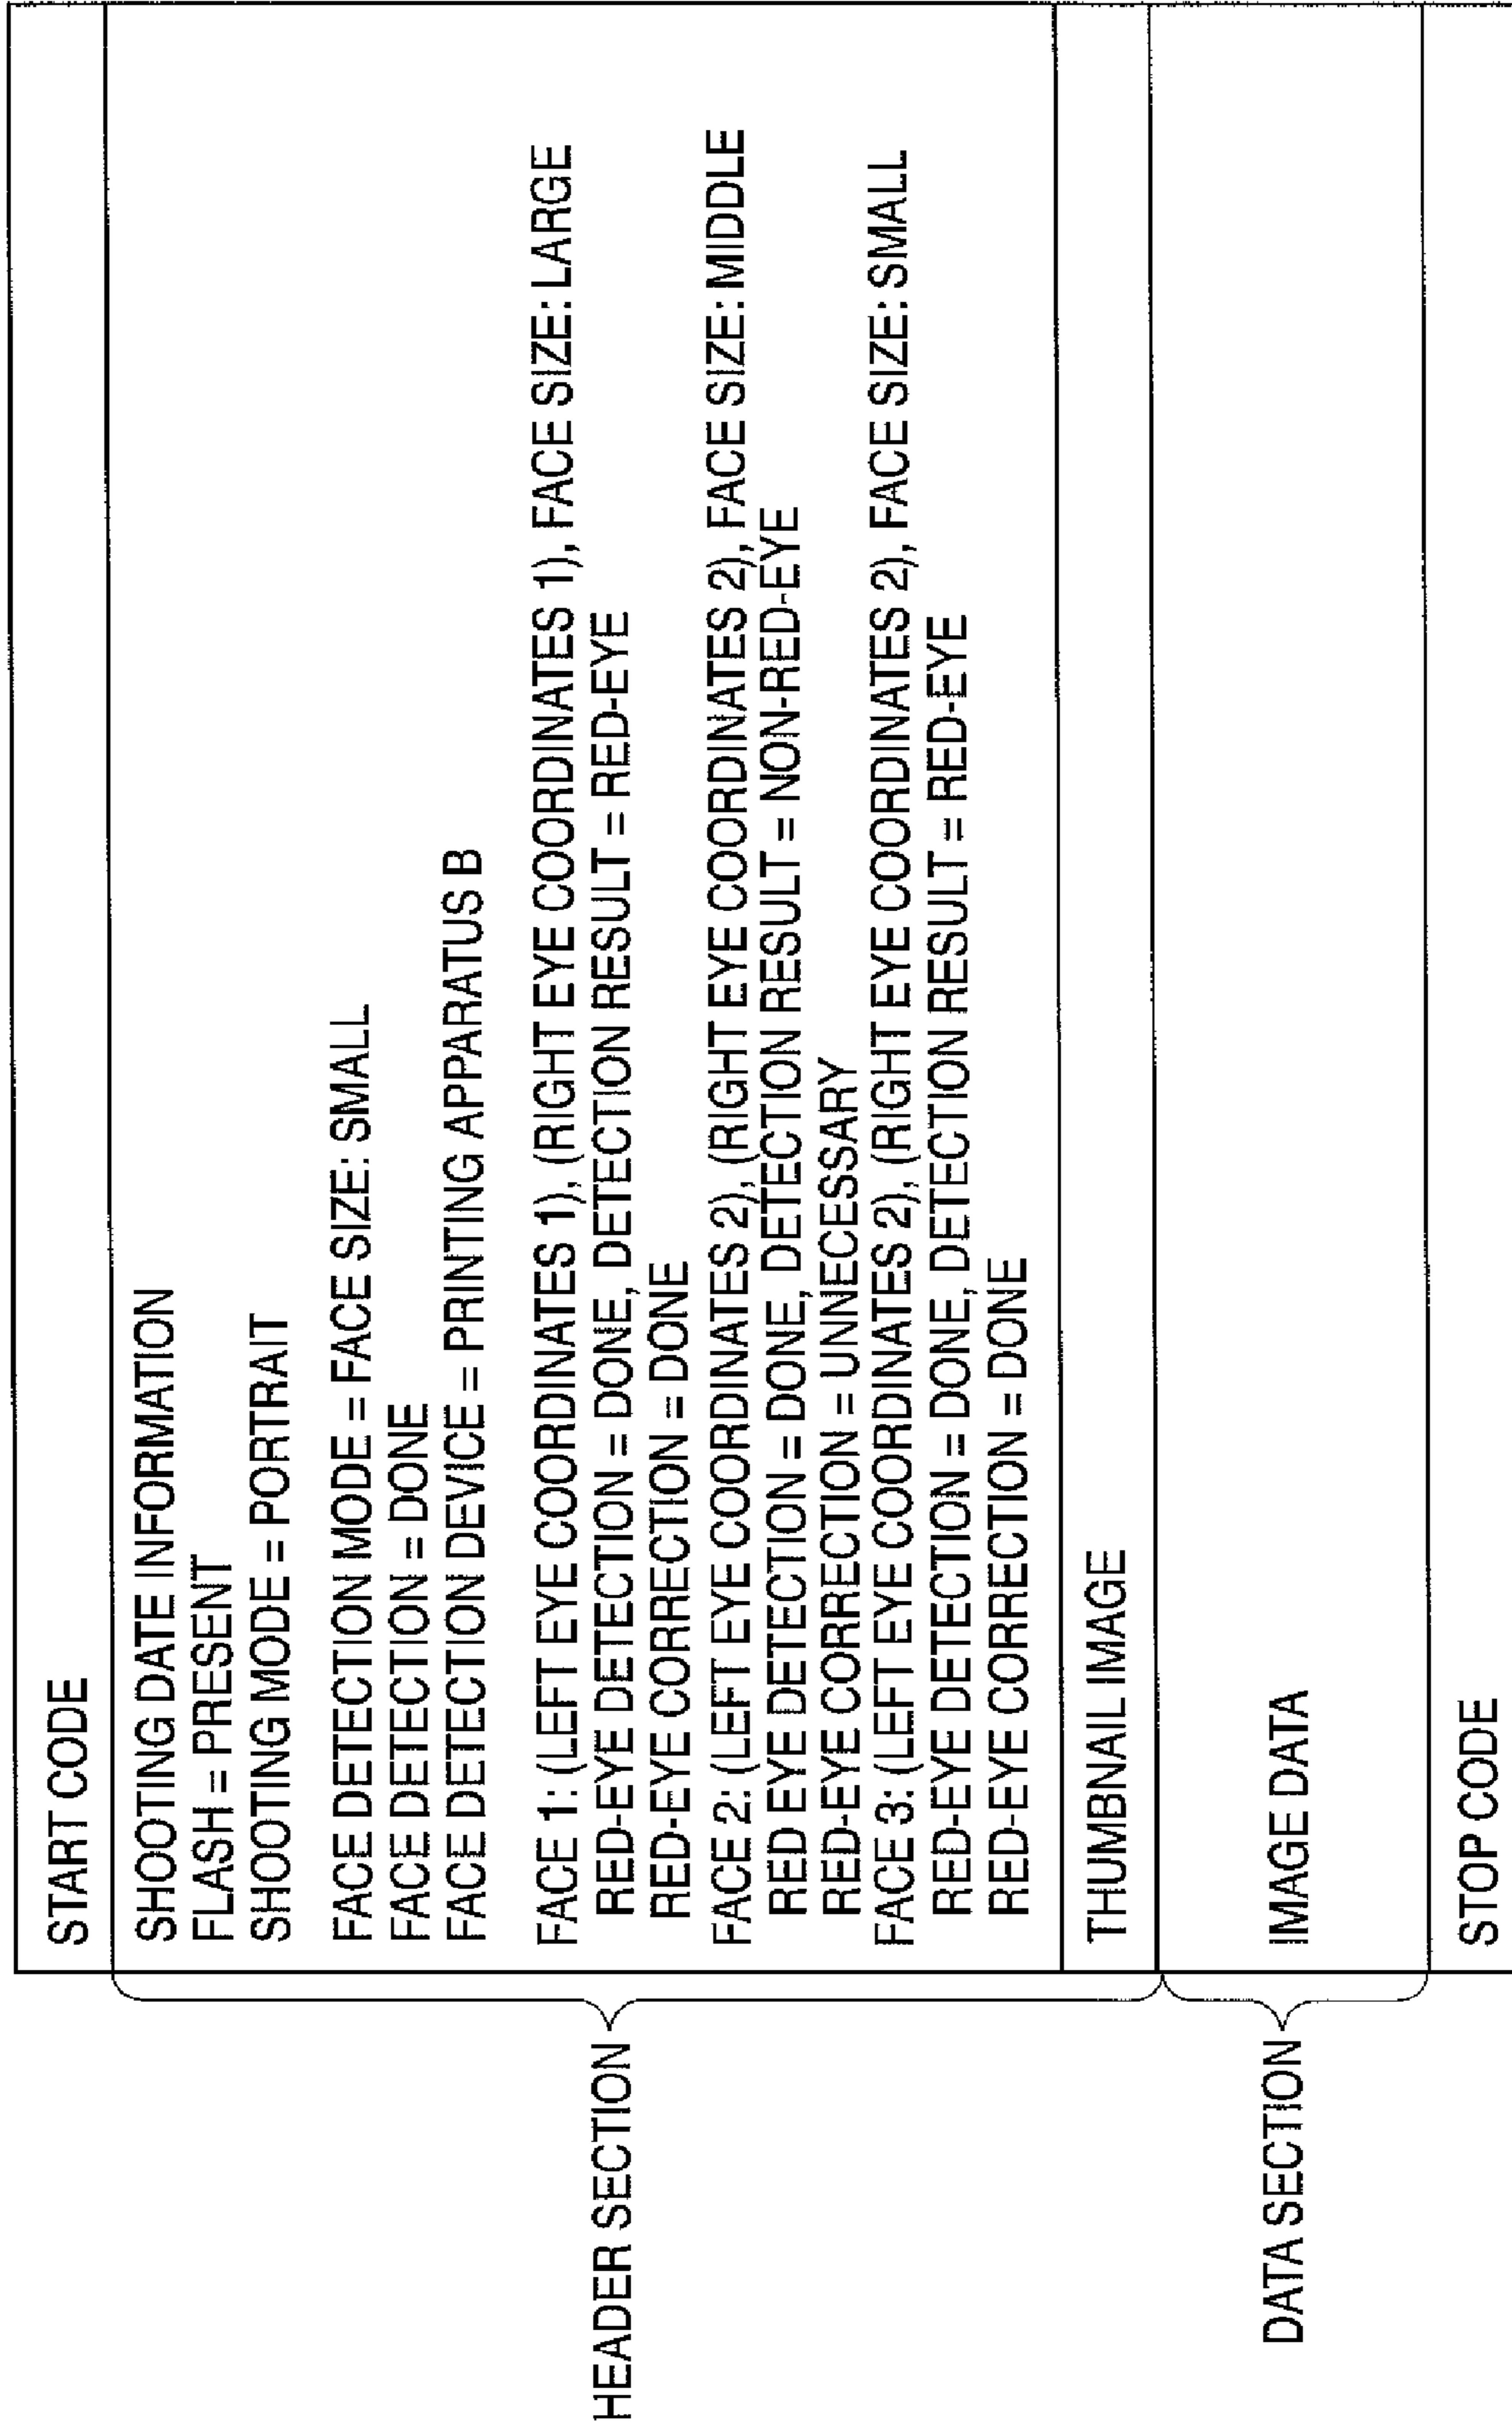 START CODE
SHOOTING DATE INFORMATION
FLASH = PRESENT
SHOOTING MODE = PORTRAIT
FACE DETECTION MODE = FACE SIZE: SMALL
FACE DETECTION = DONE
FACE DETECTION DEVICE = PRINTING APPARATUS B
FACE 1: (LEFT EYE COORDINATES 1), (RIGHT EYE COORDINATES 1), FACE SIZE: LARGE
RED-EYE DETECTION = DONE, DETECTION RESULT = RED-EYE
RED-EYE CORRECTION = DONE
FACE 2: (LEFT EYE COORDINATES 2), (RIGHT EYE COORDINATES 2), FACE SIZE: MIDDLE
RED EYE DETECTION = DONE, DETECTION RESULT = NON-RED-EYE
RED-EYE CORRECTION = UNNECESSARY
FACE 3: (LEFT EYE COORDINATES 2), (RIGHT EYE COORDINATES 2), FACE SIZE: SMALL
RED-EYE DETECTION = DONE, DETECTION RESULT = RED-EYE
RED-EYE CORRECTION = DONE
THUMBNAIL IMAGE
IMAGE DATA
STOP CODE
HEADER SECTION
DATA SECTION